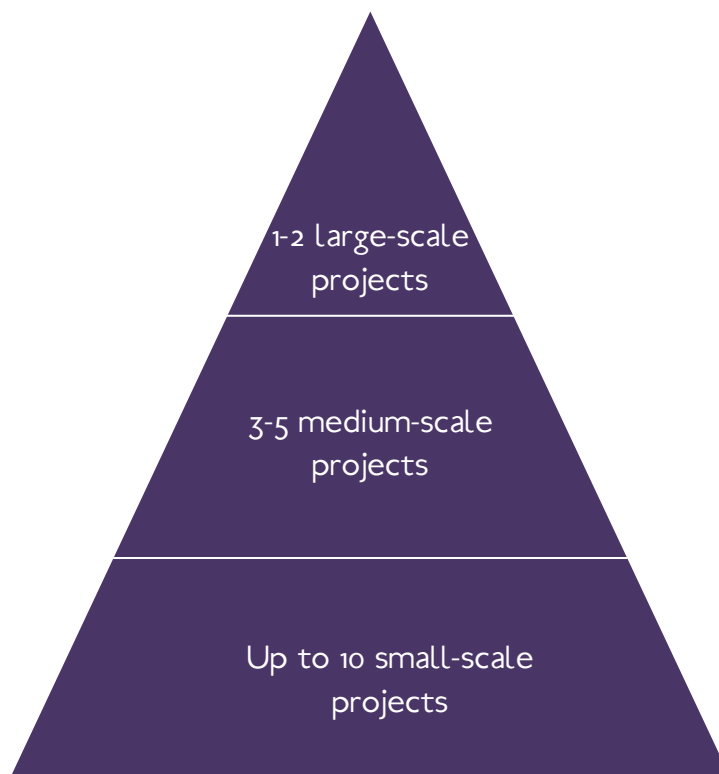 1-2 large-scale
projects
3-5 medium-scale
projects
Up to 10 small-scale
projects